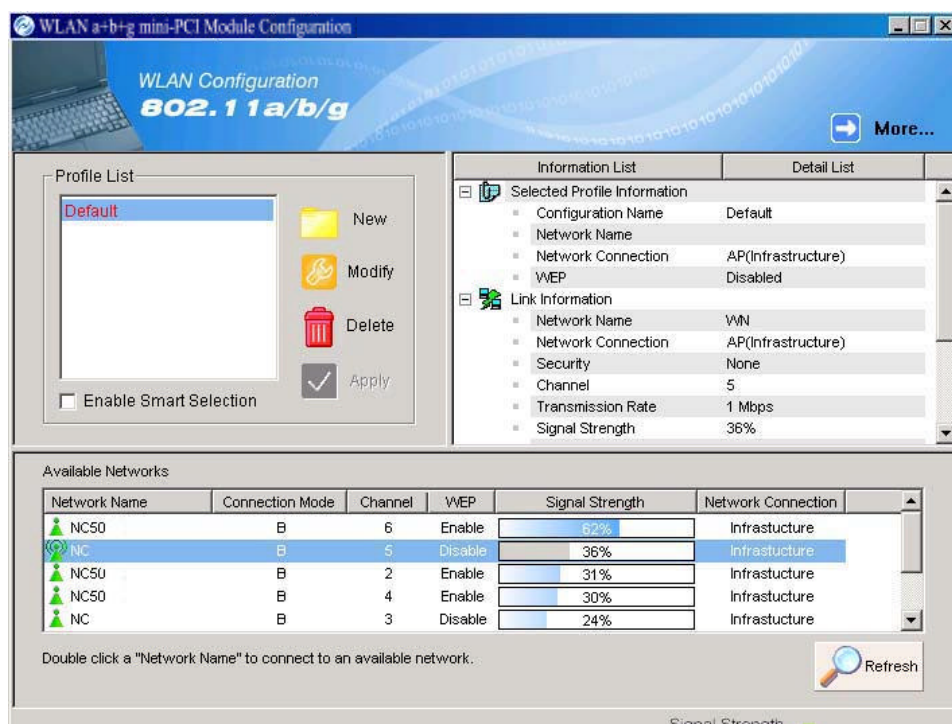 WLAN a+b+g mini-PCI Module Configuration
WLAN Configuration
802.11a/b/g
More...
Profile List
Default
New
Modify
Delete
Apply
Enable Smart Selection
Information List Detail List
Selected Profile Information
Configuration Name Default
Network Name
Network Connection AP(Infrastructure)
WEP Disabled
Link Information
Network Name WN
Network Connection AP(Infrastructure)
Security None
Channel 5
Transmission Rate 1 Mbps
Signal Strength 36%
Available Networks
Network Name Connection Mode Channel WEP Signal Strength Network Connection
NC50 B 6 Enable 62% Infrastucture
NC B 5 Disable 36% Infrastucture
NC50 B 2 Enable 31% Infrastucture
NC50 B 4 Enable 30% Infrastucture
NC B 3 Disable 24% Infrastucture
Double click a "Network Name" to connect to an available network.
Refresh
Signal Strength